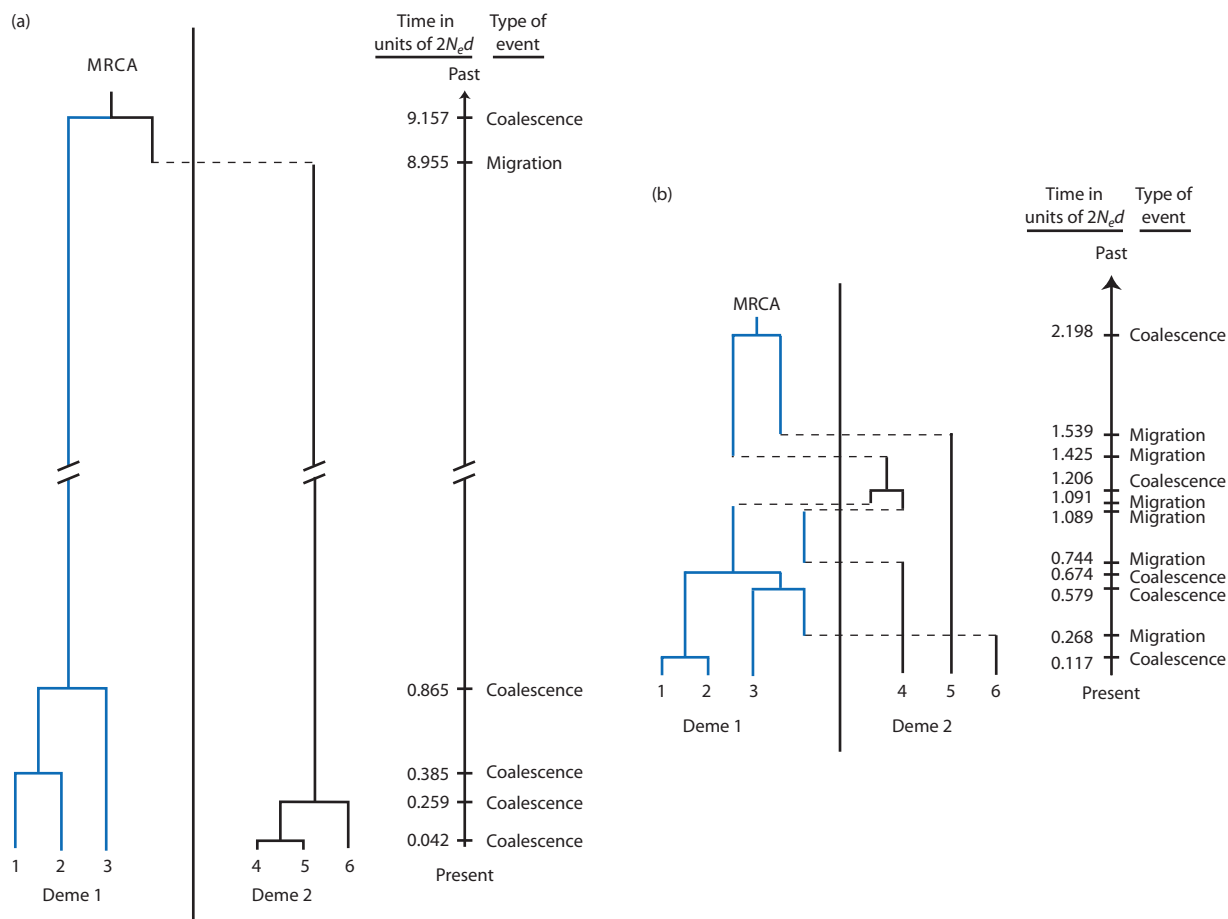 (a)
Time in
units of 2Nₑd
Type of
event
Past
MRCA
9.157 Coalescence
8.955 Migration
0.865 Coalescence
0.385 Coalescence
0.259 Coalescence
0.042 Coalescence
Present
1 2 3
4 5 6
Deme 1
Deme 2
(b)
Time in
units of 2Nₑd
Type of
event
Past
MRCA
2.198 Coalescence
1.539 Migration
1.425 Migration
1.206 Coalescence
1.091 Migration
1.089 Migration
0.744 Migration
0.674 Coalescence
0.579 Coalescence
0.268 Migration
0.117 Coalescence
Present
1 2 3
4 5 6
Deme 1
Deme 2